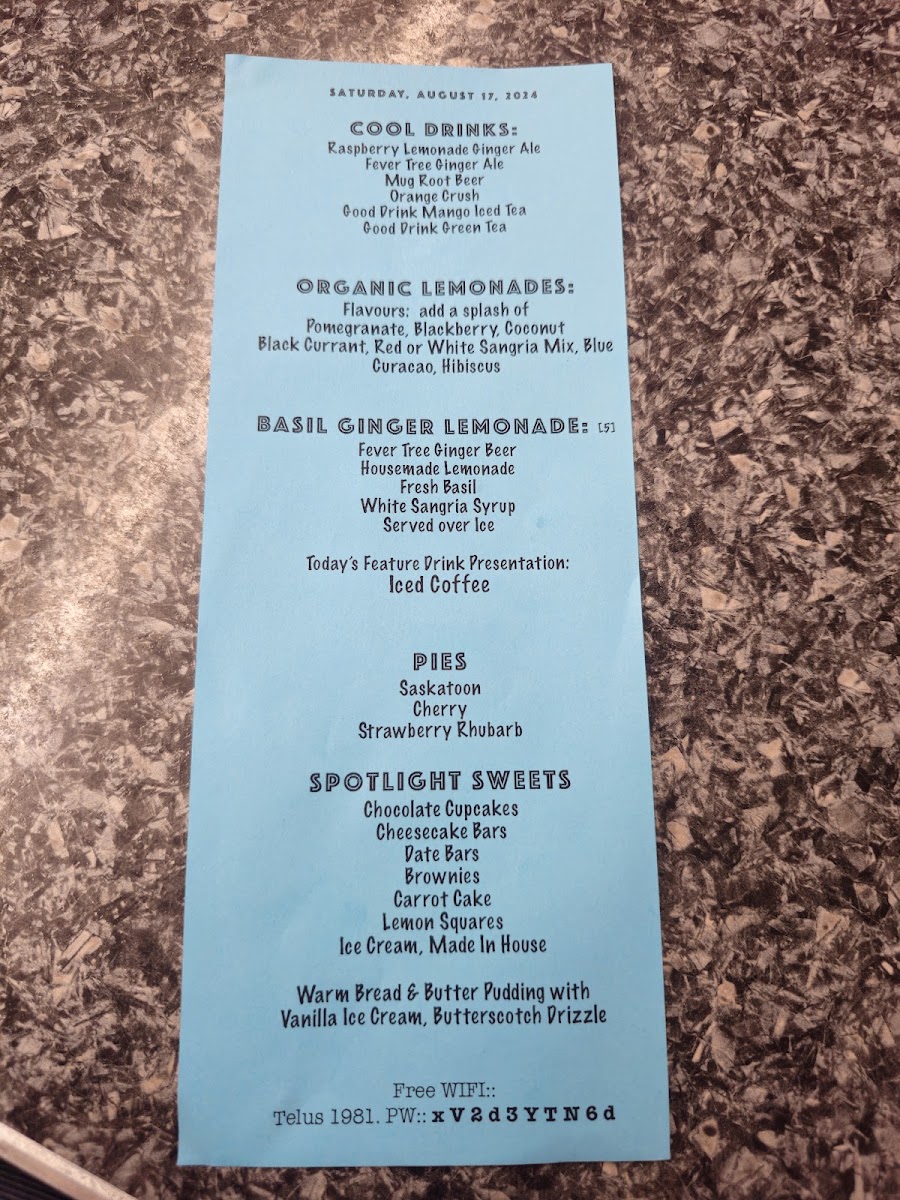 SATURDAY, AUGUST 17, 2024
COOL DRINKS:
Raspberry Lemonade Ginger Ale
Fever Tree Ginger Ale
Mug Root Beer
Orange Crush
Good Drink Mango Iced Tea
Good Drink Green Tea
ORGANIC LEMONADES:
Flavours: add a splash of
Pomegranate, Blackberry, Coconut
Black Currant, Red or White Sangria Mix, Blue
Curacao, Hibiscus
BASIL GINGER LEMONADE: [5]
Fever Tree Ginger Beer
Housemade Lemonade
Fresh Basil
White Sangria Syrup
Served over Ice
Today's Feature Drink Presentation:
Iced Coffee
PIES
Saskatoon
Cherry
Strawberry Rhubarb
SPOTLIGHT SWEETS
Chocolate Cupcakes
Cheesecake Bars
Date Bars
Brownies
Carrot Cake
Lemon Squares
Ice Cream, Made In House
Warm Bread & Butter Pudding with
Vanilla Ice Cream, Butterscotch Drizzle
Free WIFI::
Telus 1981. PW:: xV2d3YTN6d